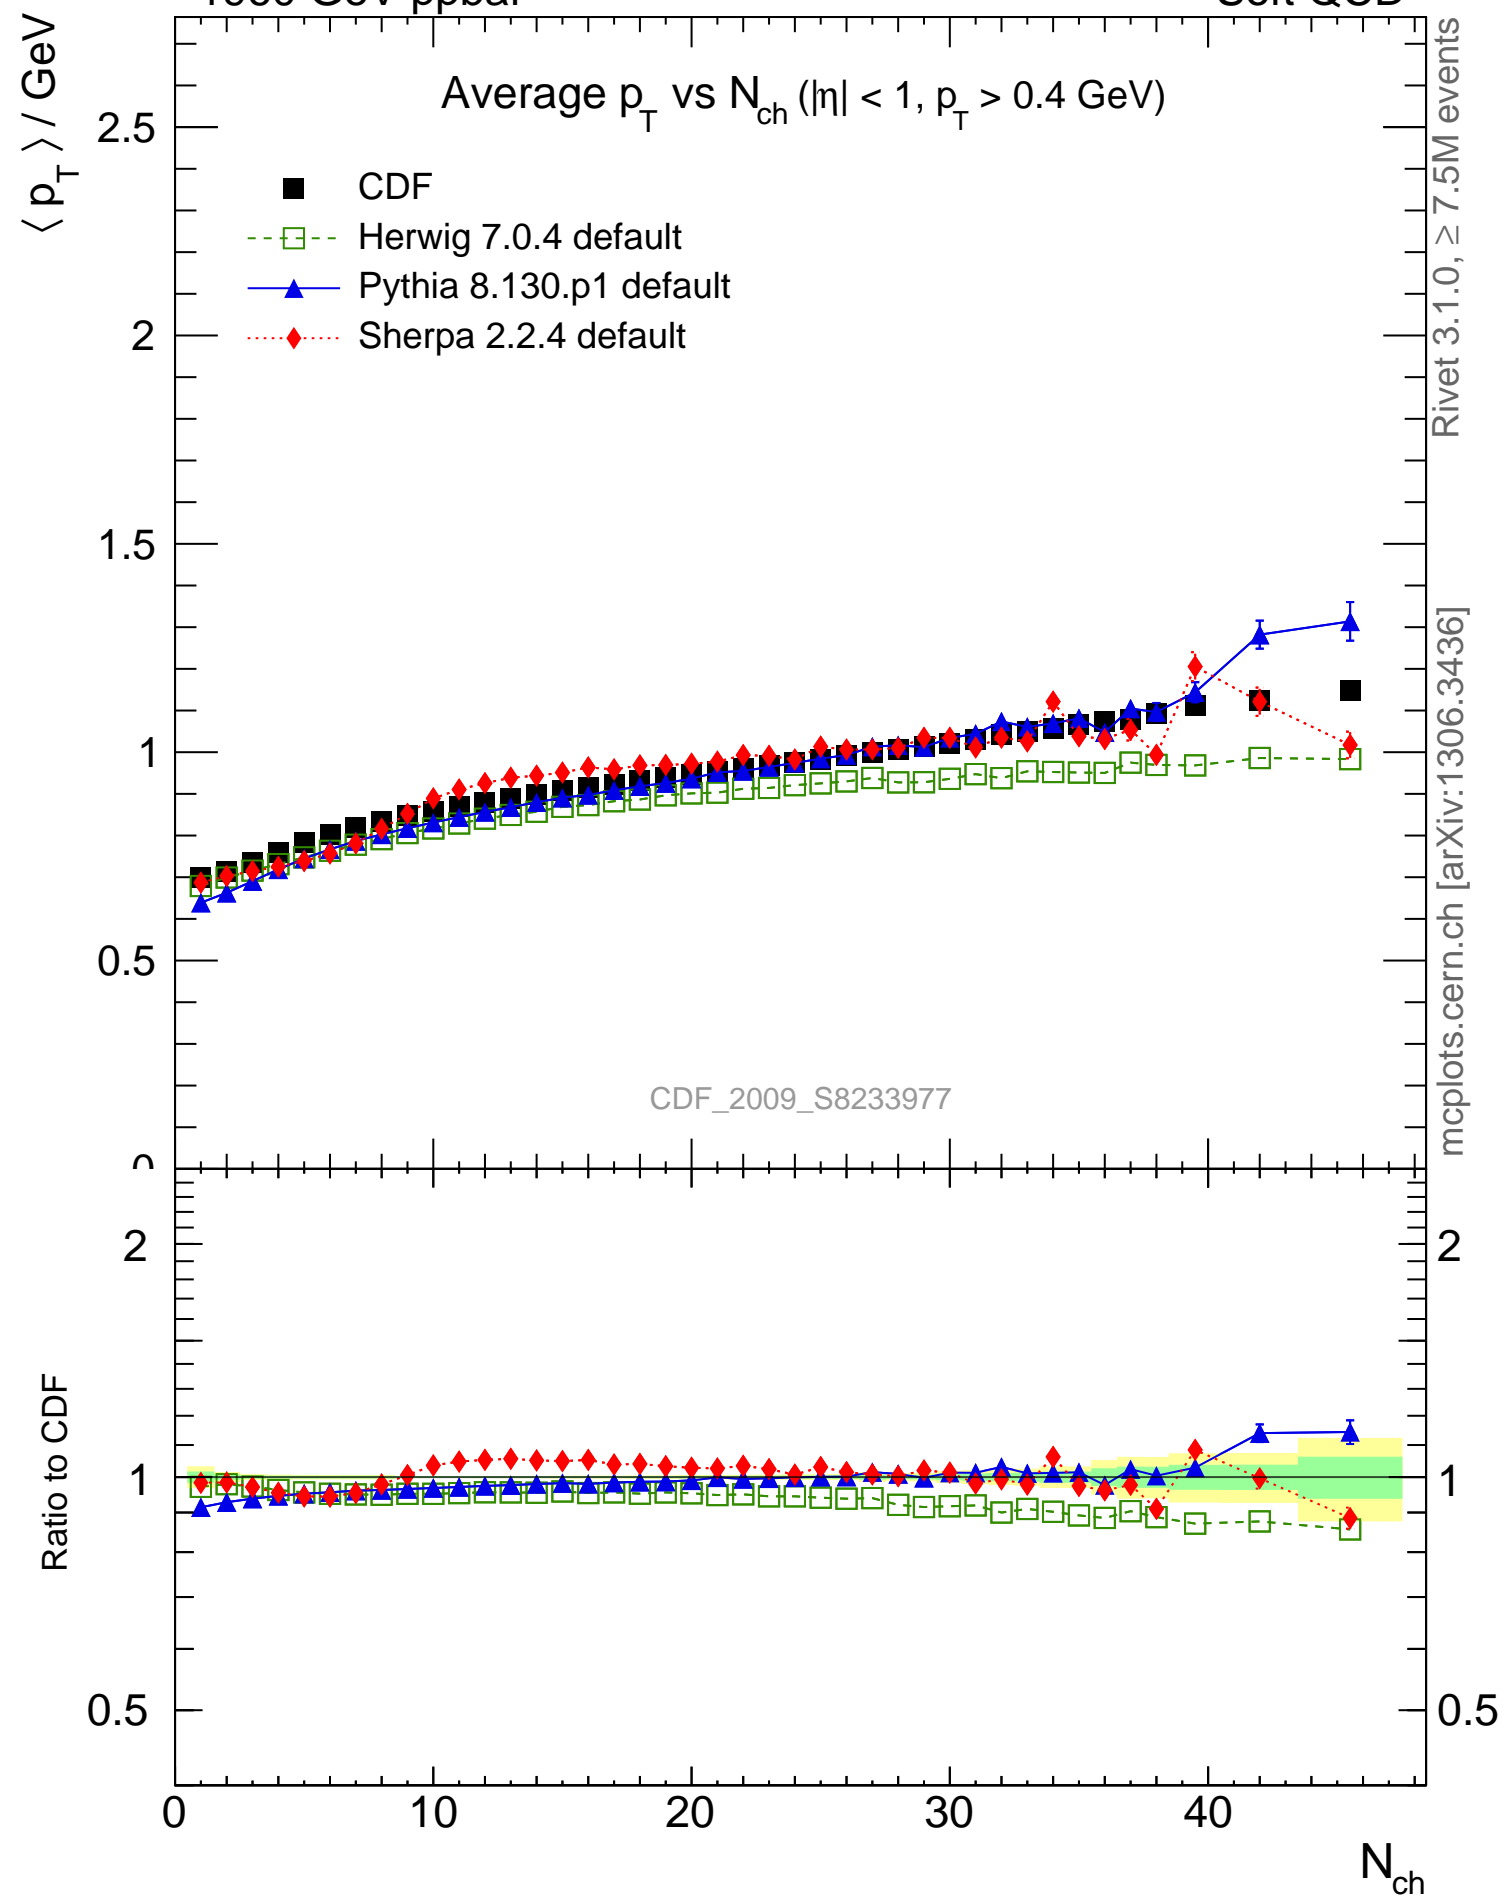 ⟨ p_T ⟩ / GeV
Average p_T vs N_ch (|η| < 1, p_T > 0.4 GeV)
CDF
Herwig 7.0.4 default
Pythia 8.130.p1 default
Sherpa 2.2.4 default
2.5
2
1.5
1
0.5
0
CDF_2009_S8233977
Rivet 3.1.0, ≥ 7.5M events
mcplots.cern.ch [arXiv:1306.3436]
Ratio to CDF
2
1
0.5
2
1
0.5
0 10 20 30 40
N_ch